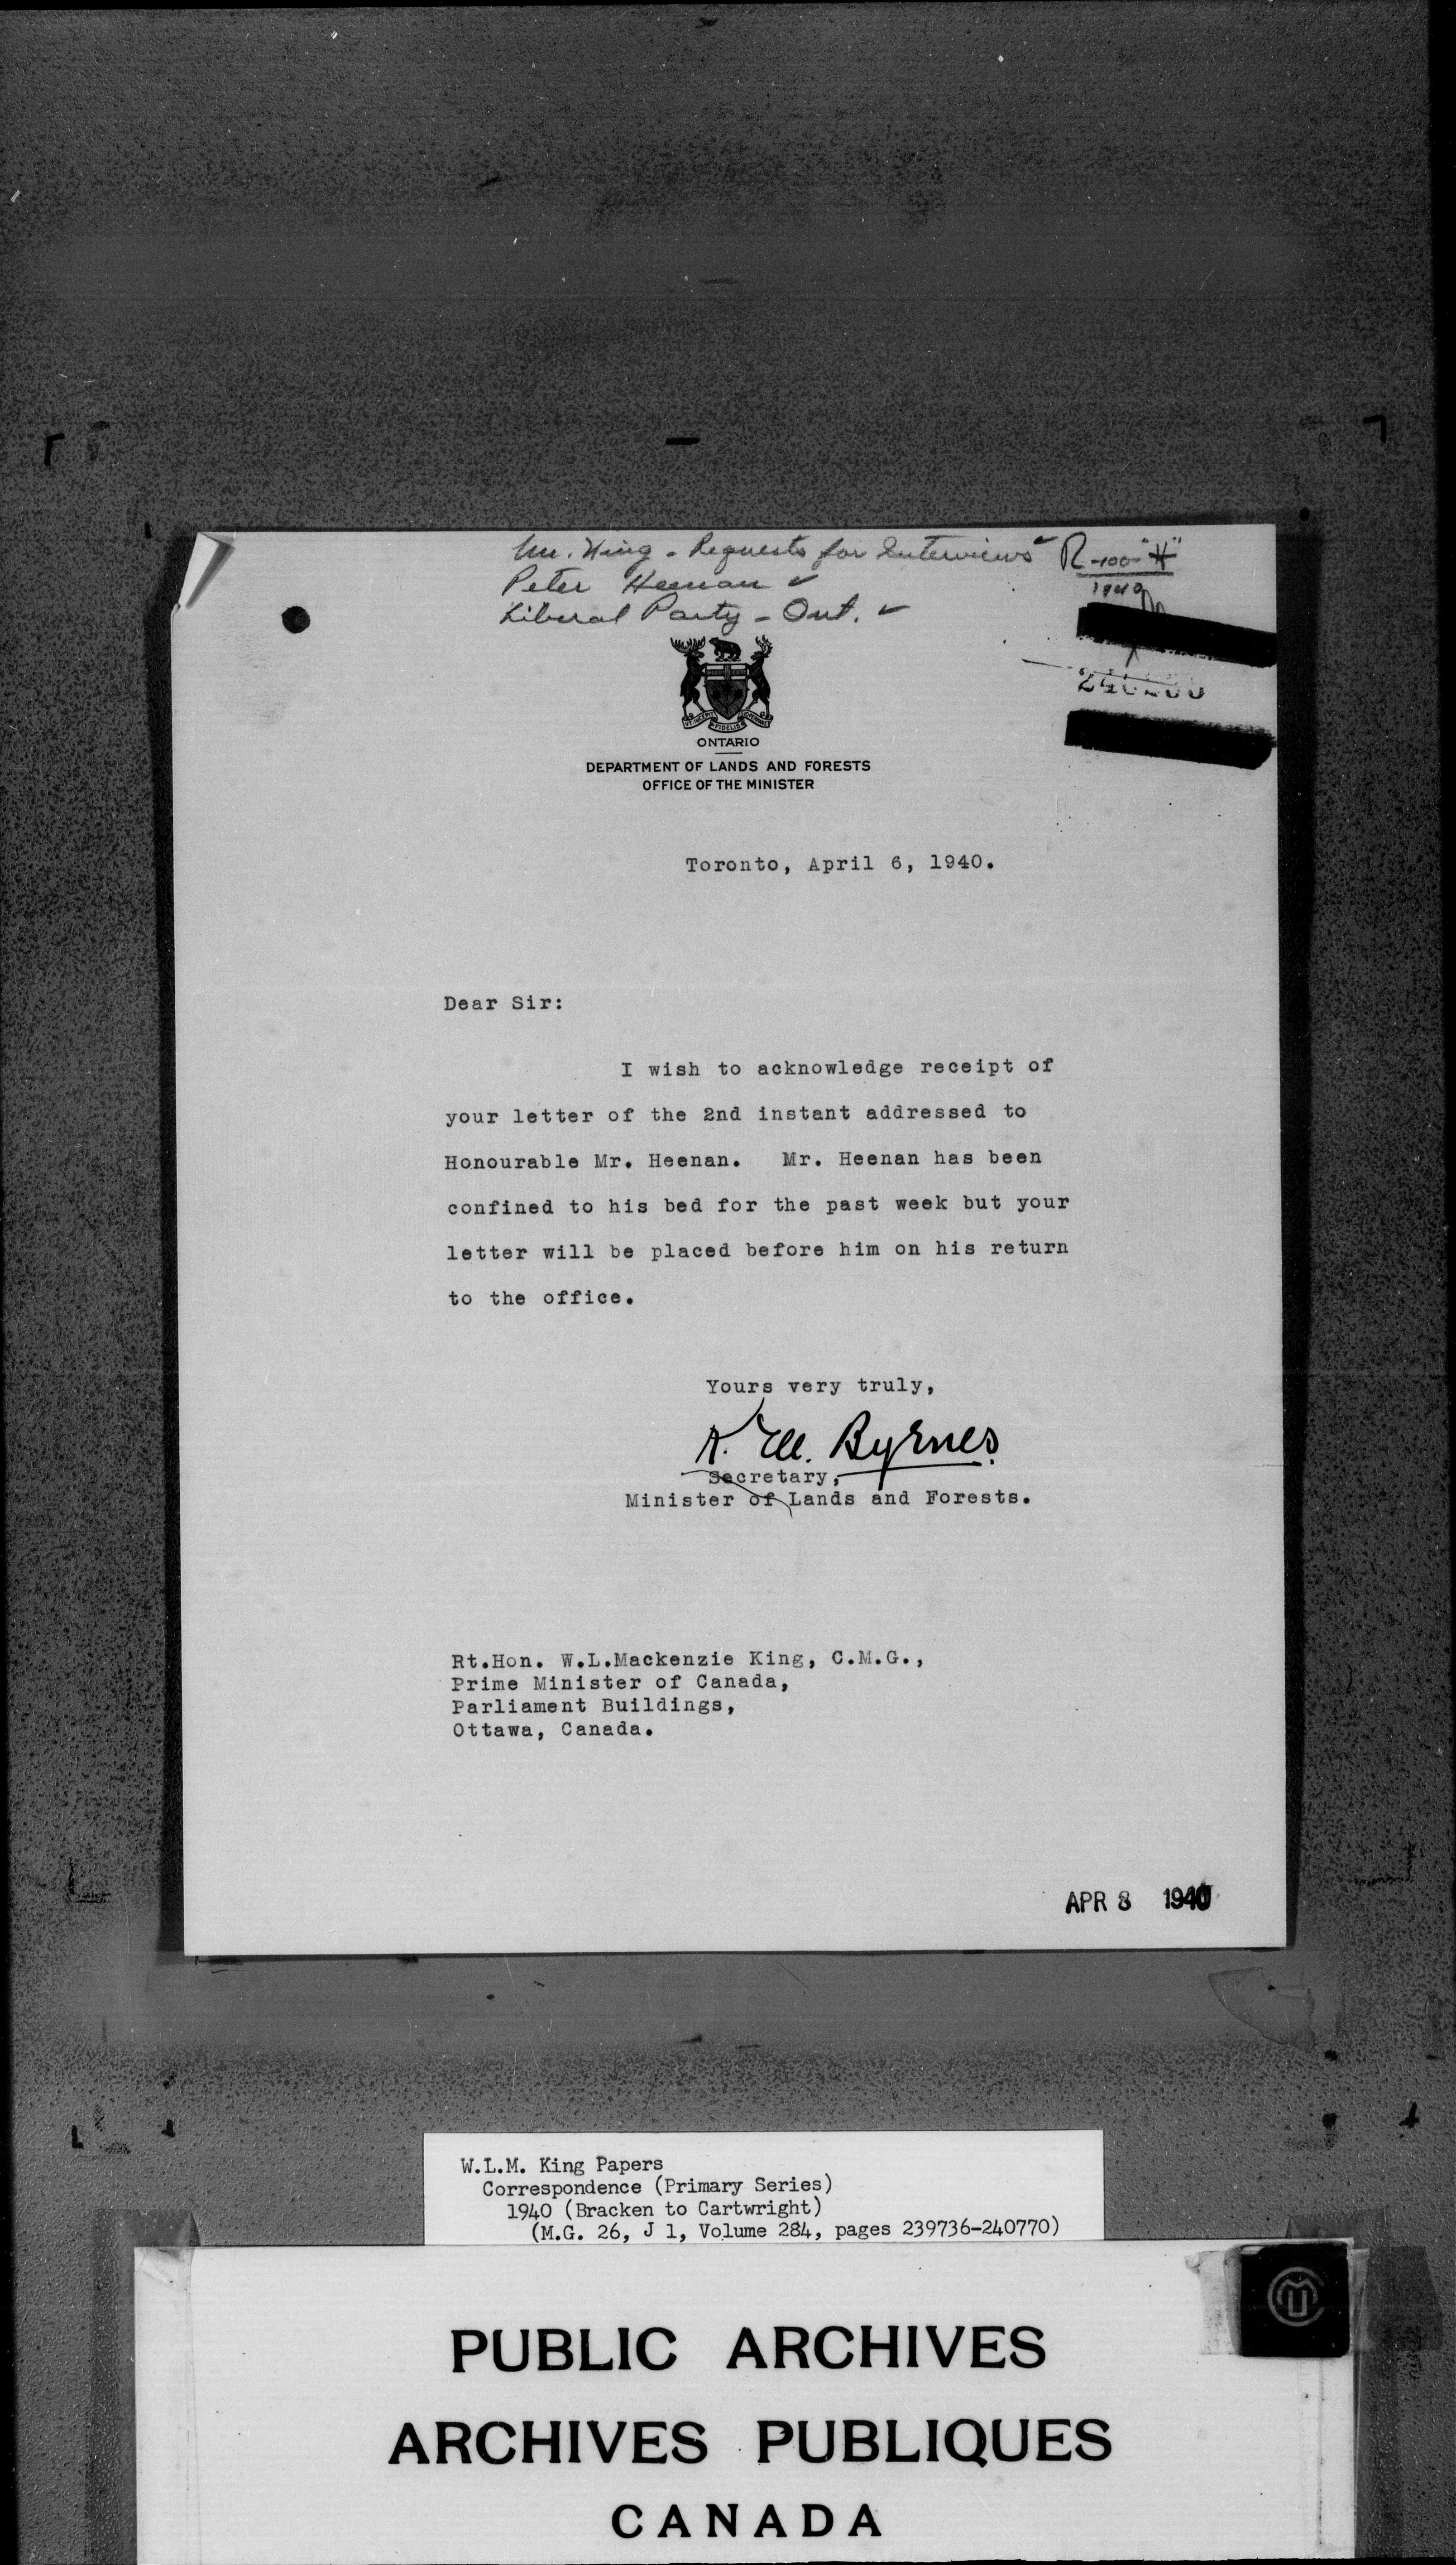 Mr. King - Requests for Interviews R-100-"H"
Peter Heenan 1940
Liberal Party - Ont.
ONTARIO
DEPARTMENT OF LANDS AND FORESTS
OFFICE OF THE MINISTER
Toronto, April 6, 1940.
Dear Sir:
I wish to acknowledge receipt of
your letter of the 2nd instant addressed to
Honourable Mr. Heenan. Mr. Heenan has been
confined to his bed for the past week but your
letter will be placed before him on his return
to the office.
Yours very truly,
K. M. Byrnes
Secretary,
Minister of Lands and Forests.
Rt.Hon. W.L.Mackenzie King, C.M.G.,
Prime Minister of Canada,
Parliament Buildings,
Ottawa, Canada.
APR 8 1940
W.L.M. King Papers
Correspondence (Primary Series)
1940 (Bracken to Cartwright)
(M.G. 26, J 1, Volume 284, pages 239736-240770)
PUBLIC ARCHIVES
ARCHIVES PUBLIQUES
CANADA